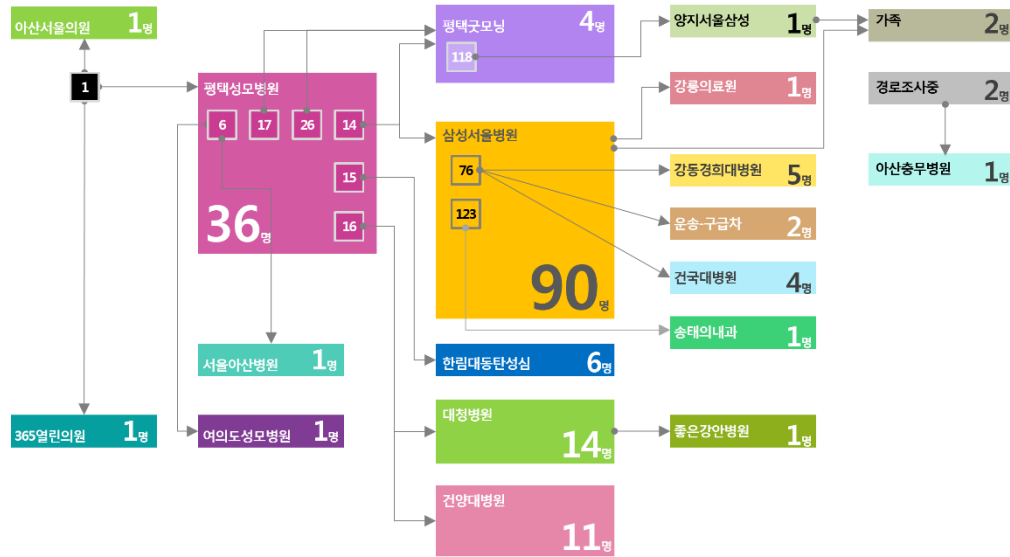 아산서울의원 1명
1
평택성모병원
6 17 26 14
15
16
36명
평택굿모닝 4명
118
양지서울삼성 1명
가족 2명
강릉의료원 1명
경로조사중 2명
삼성서울병원
76
123
90명
강동경희대병원 5명
아산충무병원 1명
운송-구급차 2명
건국대병원 4명
송태의내과 1명
서울아산병원 1명
한림대동탄성심 6명
365열린의원 1명
여의도성모병원 1명
대청병원
14명
좋은강안병원 1명
건양대병원
11명